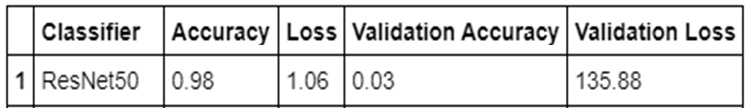 Classifier Accuracy Loss Validation Accuracy Validation Loss
1 ResNet50 0.98 1.06 0.03 135.88